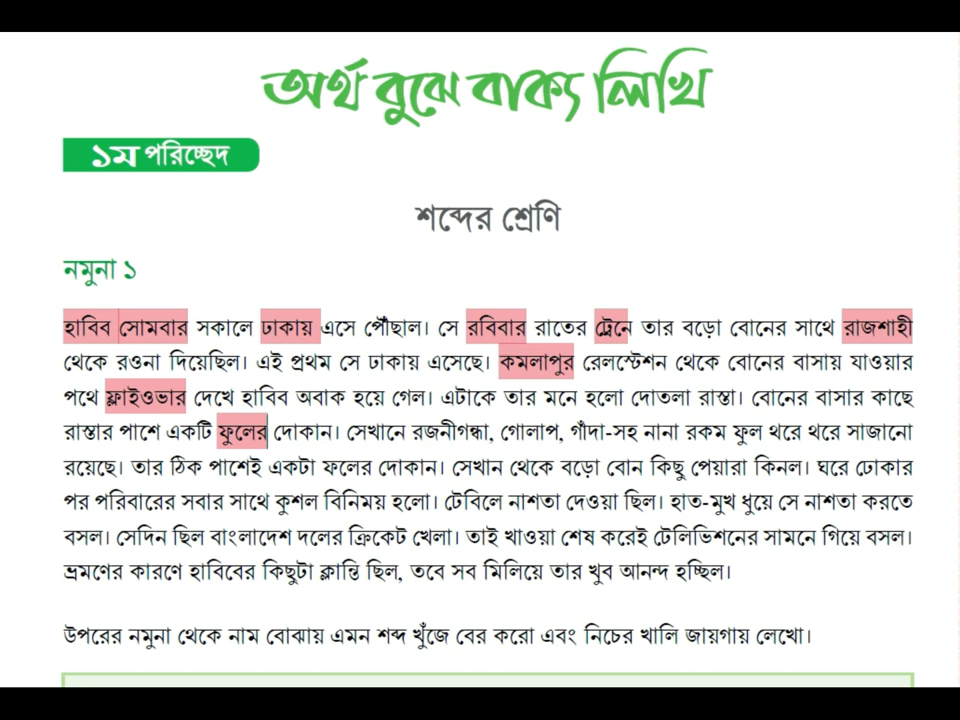 অর্থ বুঝে বাক্য লিখি
১ম পরিচ্ছেদ
শব্দের শ্রেণি
নমুনা ১
হাবিব সোমবার সকালে ঢাকায় এসে পৌঁছাল। সে রবিবার রাতের ট্রেনে তার বড়ো বোনের সাথে রাজশাহী
থেকে রওনা দিয়েছিল। এই প্রথম সে ঢাকায় এসেছে। কমলাপুর রেলস্টেশন থেকে বোনের বাসায় যাওয়ার
পথে ফ্লাইওভার দেখে হাবিব অবাক হয়ে গেল। এটাকে তার মনে হলো দোতলা রাস্তা। বোনের বাসার কাছে
রাস্তার পাশে একটি ফুলের দোকান। সেখানে রজনীগন্ধা, গোলাপ, গাঁদা-সহ নানা রকম ফুল থরে থরে সাজানো
রয়েছে। তার ঠিক পাশেই একটা ফলের দোকান। সেখান থেকে বড়ো বোন কিছু পেয়ারা কিনল। ঘরে ঢোকার
পর পরিবারের সবার সাথে কুশল বিনিময় হলো। টেবিলে নাশতা দেওয়া ছিল। হাত-মুখ ধুয়ে সে নাশতা করতে
বসল। সেদিন ছিল বাংলাদেশ দলের ক্রিকেট খেলা। তাই খাওয়া শেষ করেই টেলিভিশনের সামনে গিয়ে বসল।
ভ্রমণের কারণে হাবিবের কিছুটা ক্লান্তি ছিল, তবে সব মিলিয়ে তার খুব আনন্দ হচ্ছিল।
উপরের নমুনা থেকে নাম বোঝায় এমন শব্দ খুঁজে বের করো এবং নিচের খালি জায়গায় লেখো।